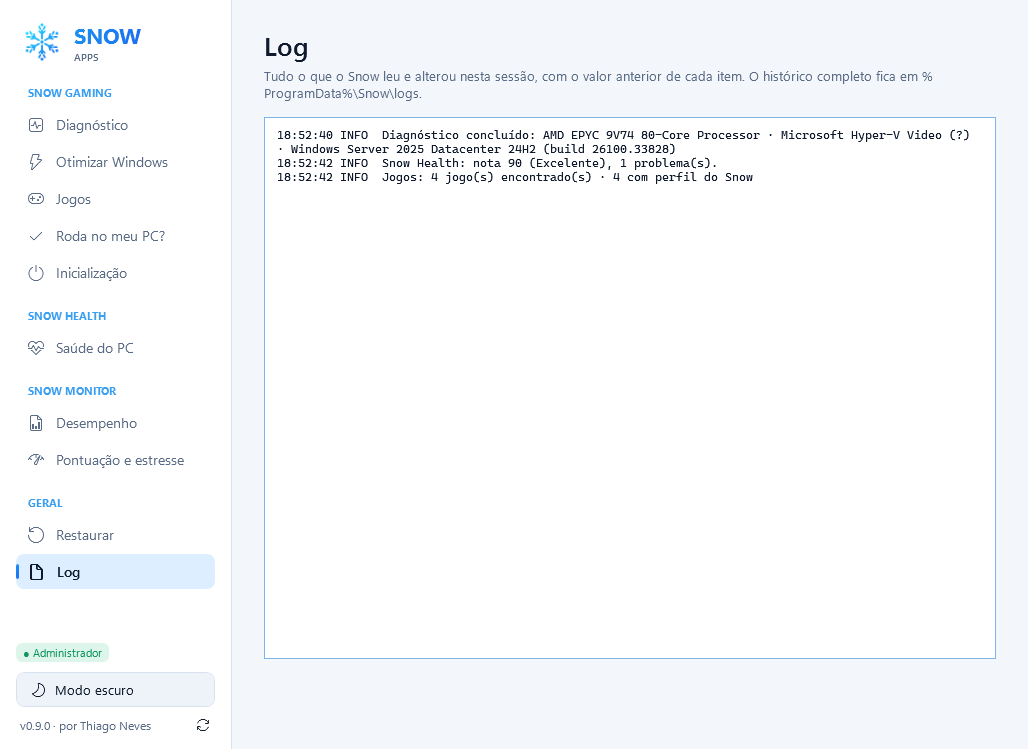 SNOW
APPS
SNOW GAMING
Diagnóstico
Otimizar Windows
Jogos
Roda no meu PC?
Inicialização
SNOW HEALTH
Saúde do PC
SNOW MONITOR
Desempenho
Pontuação e estresse
GERAL
Restaurar
Log
● Administrador
Modo escuro
v0.9.0 · por Thiago Neves
Log
Tudo o que o Snow leu e alterou nesta sessão, com o valor anterior de cada item. O histórico completo fica em %
ProgramData%\Snow\logs.
18:52:40 INFO  Diagnóstico concluído: AMD EPYC 9V74 80-Core Processor · Microsoft Hyper-V Video (?)
· Windows Server 2025 Datacenter 24H2 (build 26100.33828)
18:52:42 INFO  Snow Health: nota 90 (Excelente), 1 problema(s).
18:52:42 INFO  Jogos: 4 jogo(s) encontrado(s) · 4 com perfil do Snow